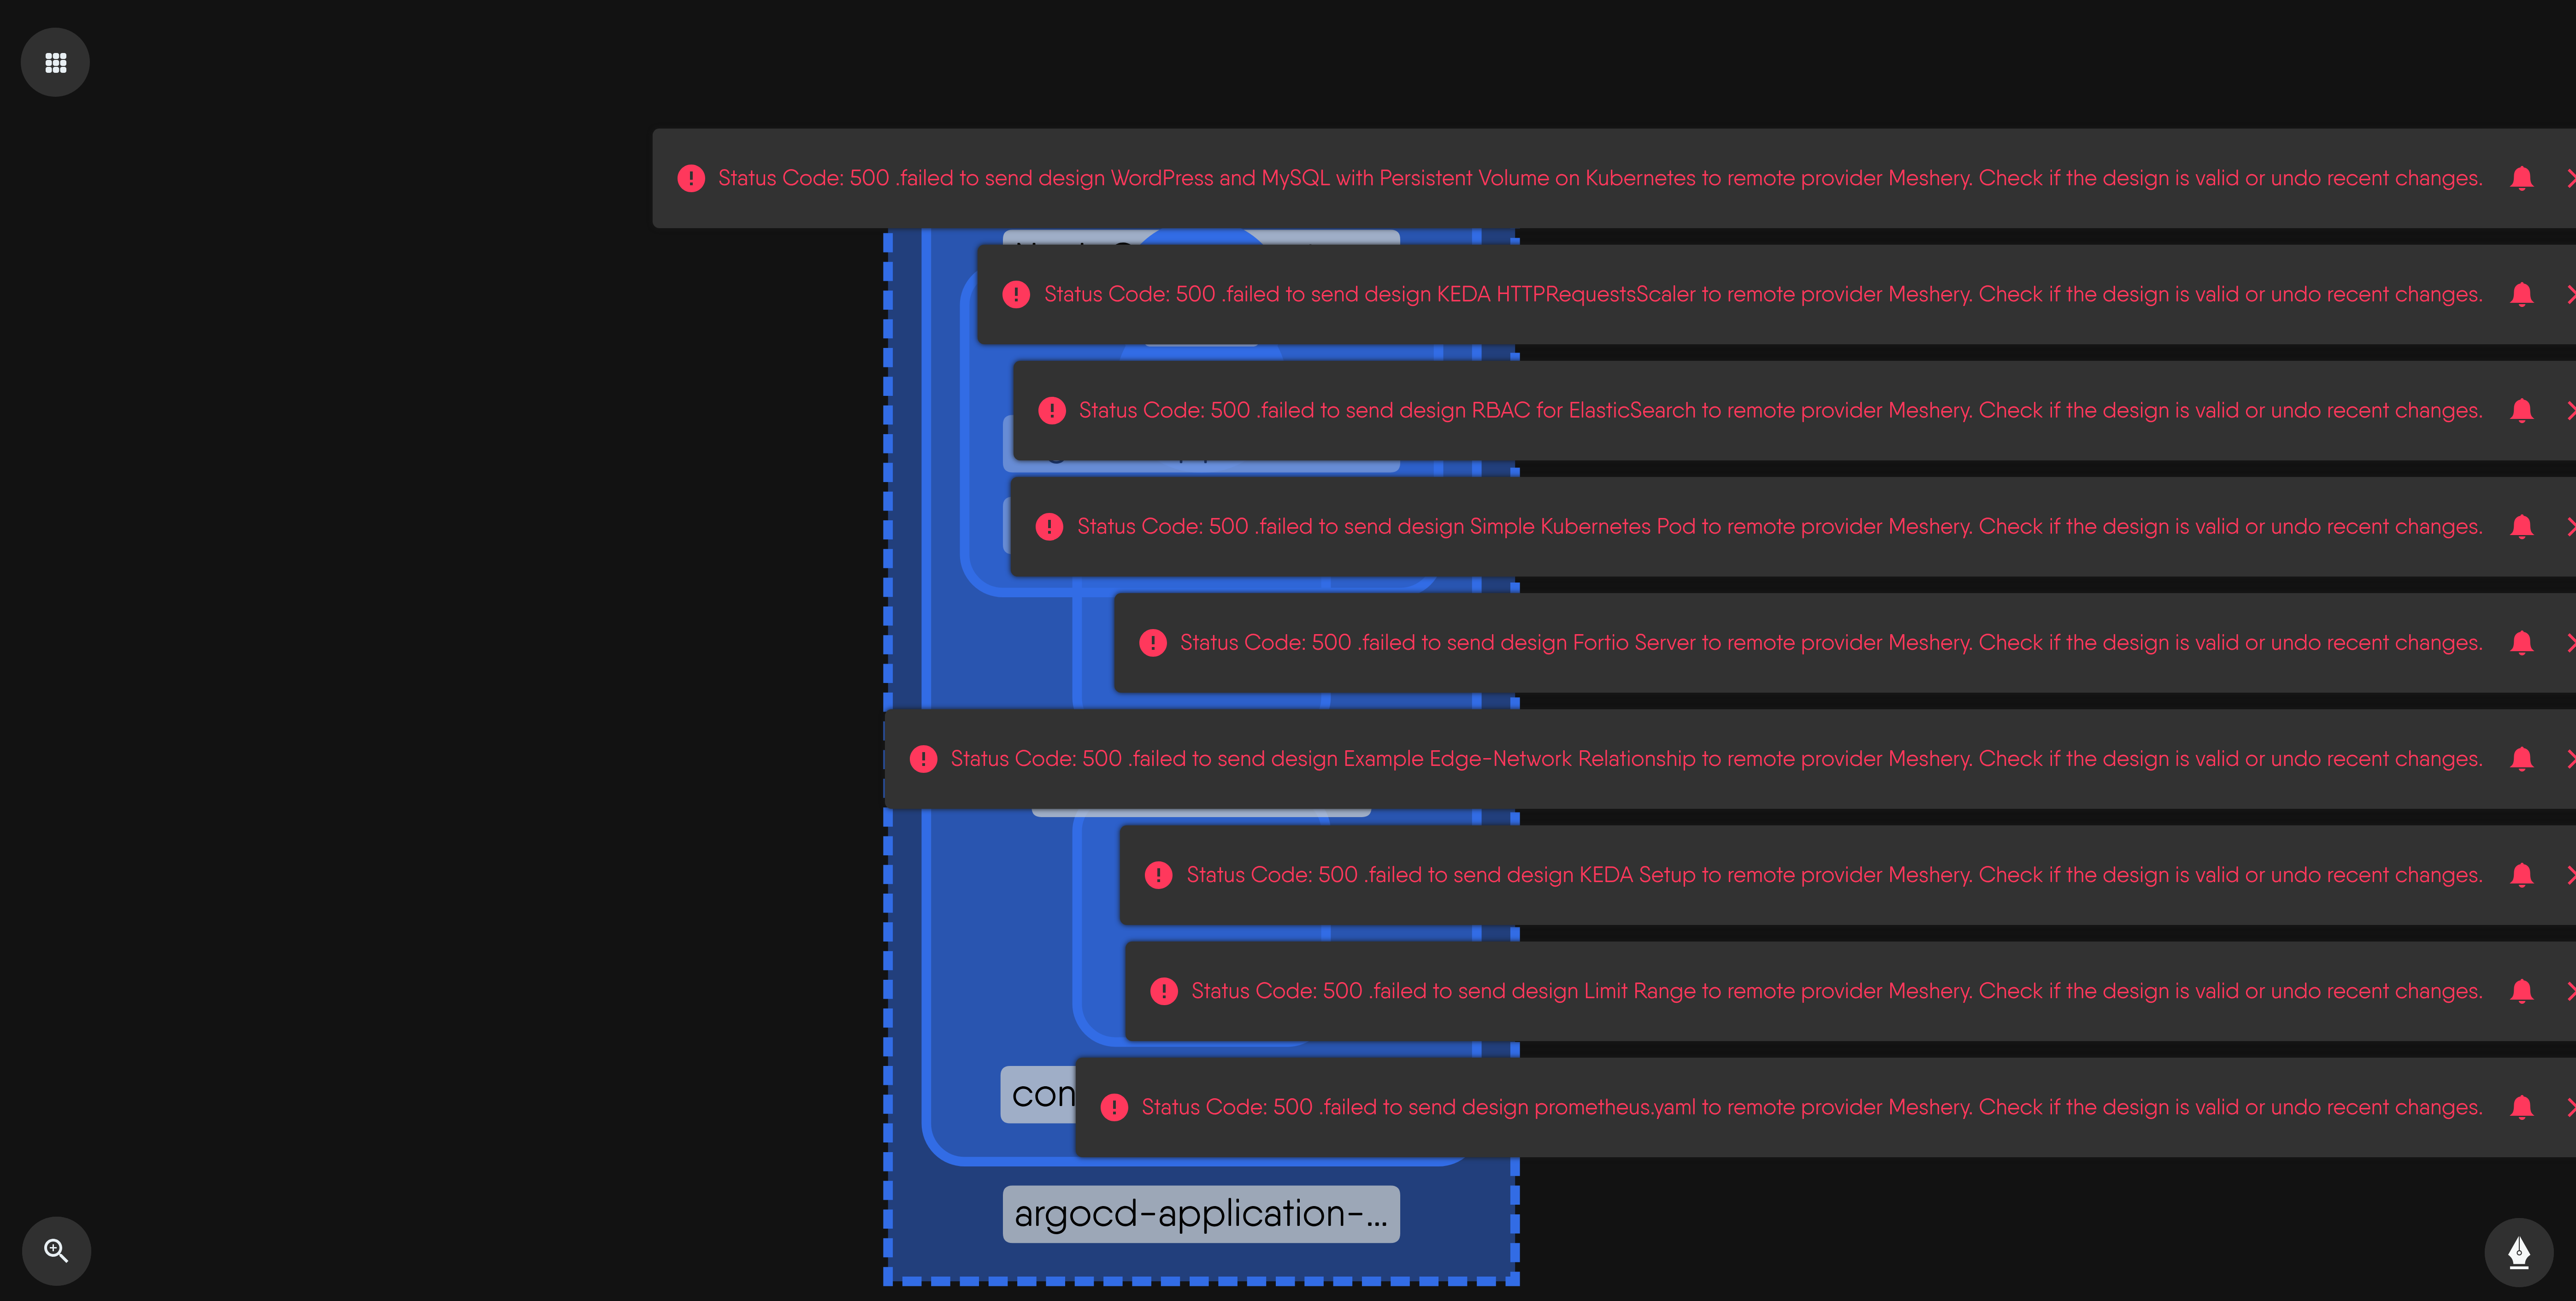 Status Code: 500 .failed to send design WordPress and MySQL with Persistent Volume on Kubernetes to remote provider Meshery. Check if the design is valid or undo recent changes.
Status Code: 500 .failed to send design KEDA HTTPRequestsScaler to remote provider Meshery. Check if the design is valid or undo recent changes.
Status Code: 500 .failed to send design RBAC for ElasticSearch to remote provider Meshery. Check if the design is valid or undo recent changes.
Status Code: 500 .failed to send design Simple Kubernetes Pod to remote provider Meshery. Check if the design is valid or undo recent changes.
Status Code: 500 .failed to send design Fortio Server to remote provider Meshery. Check if the design is valid or undo recent changes.
Status Code: 500 .failed to send design Example Edge-Network Relationship to remote provider Meshery. Check if the design is valid or undo recent changes.
Status Code: 500 .failed to send design KEDA Setup to remote provider Meshery. Check if the design is valid or undo recent changes.
Status Code: 500 .failed to send design Limit Range to remote provider Meshery. Check if the design is valid or undo recent changes.
con
Status Code: 500 .failed to send design prometheus.yaml to remote provider Meshery. Check if the design is valid or undo recent changes.
argocd-application-...